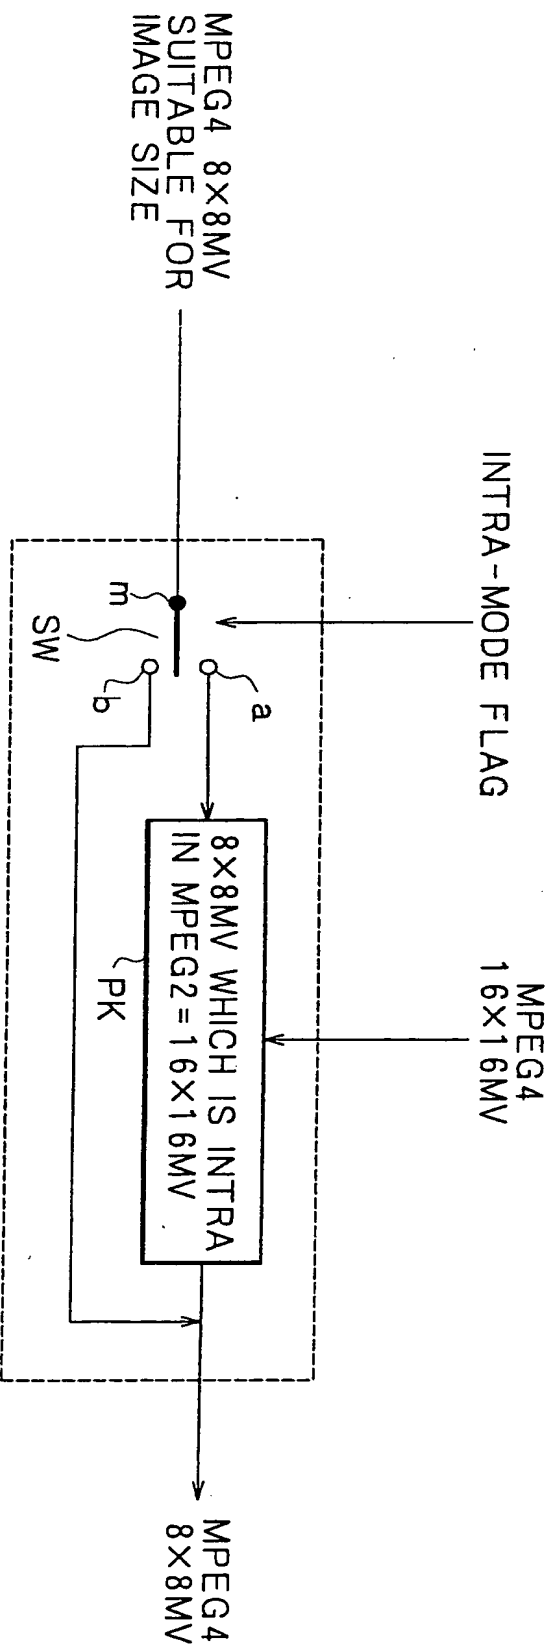 MPEG4 8×8MV
SUITABLE FOR
IMAGE SIZE
INTRA-MODE FLAG
MPEG4
16×16MV
m
SW
a
b
8×8MV WHICH IS INTRA
IN MPEG2=16×16MV
PK
MPEG4
8×8MV